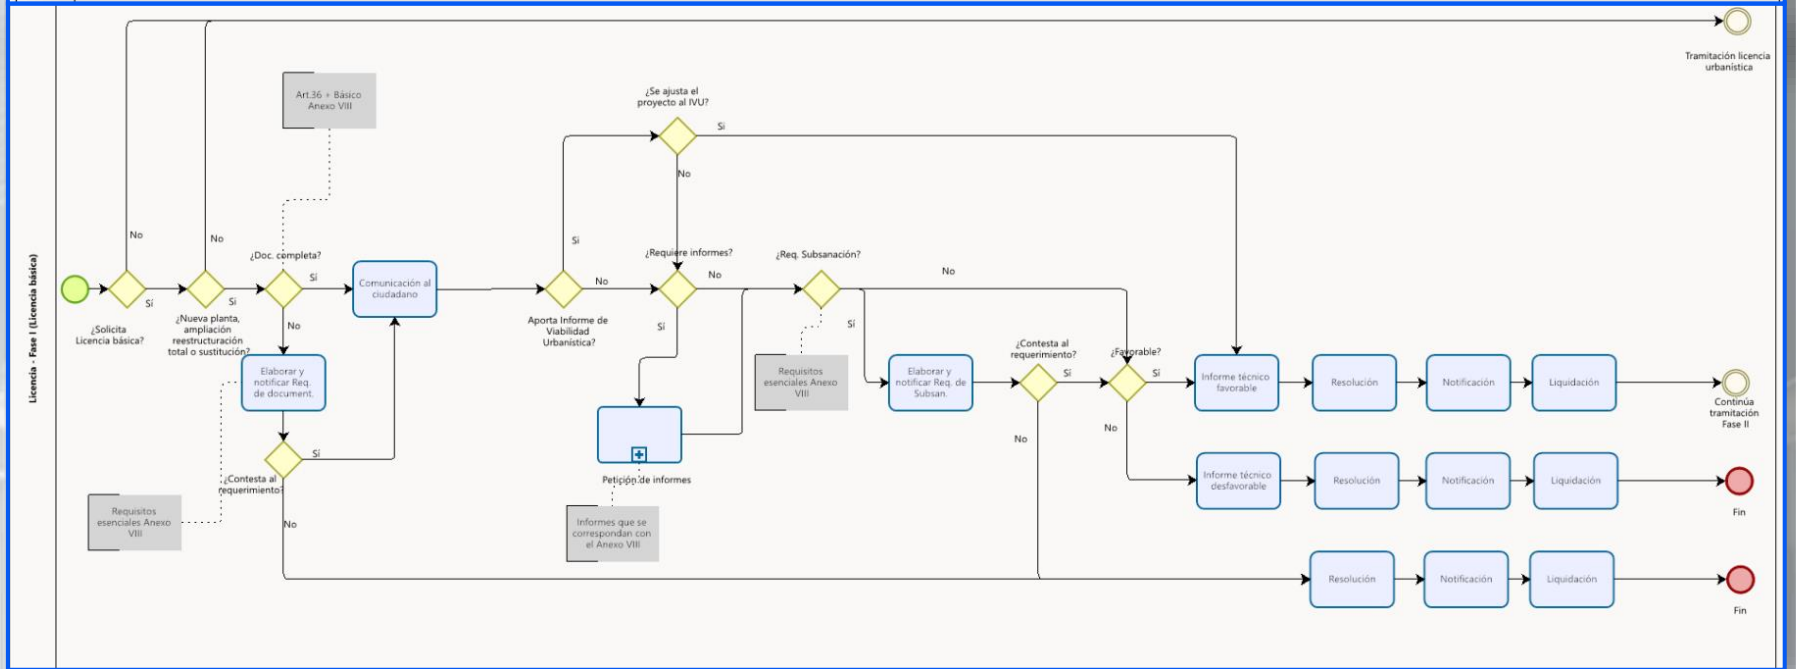 Licencia - Fase I (Licencia básica)
Tramitación licencia
urbanística
Art.36 + Básico
Anexo VIII
¿Se ajusta el
proyecto al IVU?
Si
No
No
No
Si
¿Doc. completa?
¿Requiere informes?
¿Req. Subsanación?
Sí
Si
Sí
No
No
No
Comunicación al
ciudadano
¿Solicita
Licencia básica?
¿Nueva planta,
ampliación
reestructuración
total o sustitución?
No
Aporta Informe de
Viabilidad
Urbanística?
Sí
Sí
¿Contesta al
requerimiento?
¿Favorable?
Elaborar y
notificar Req.
de document.
Requisitos
esenciales Anexo
VIII
Elaborar y
notificar Req. de
Subsan.
Sí
Sí
Informe técnico
favorable
Resolución
Notificación
Liquidación
Continúa
tramitación
Fase II
No
No
Sí
¿Contesta al
requerimiento?
Petición de informes
Informe técnico
desfavorable
Resolución
Notificación
Liquidación
Fin
Requisitos
esenciales Anexo
VIII
No
Informes que se
correspondan con
el Anexo VIII
Resolución
Notificación
Liquidación
Fin